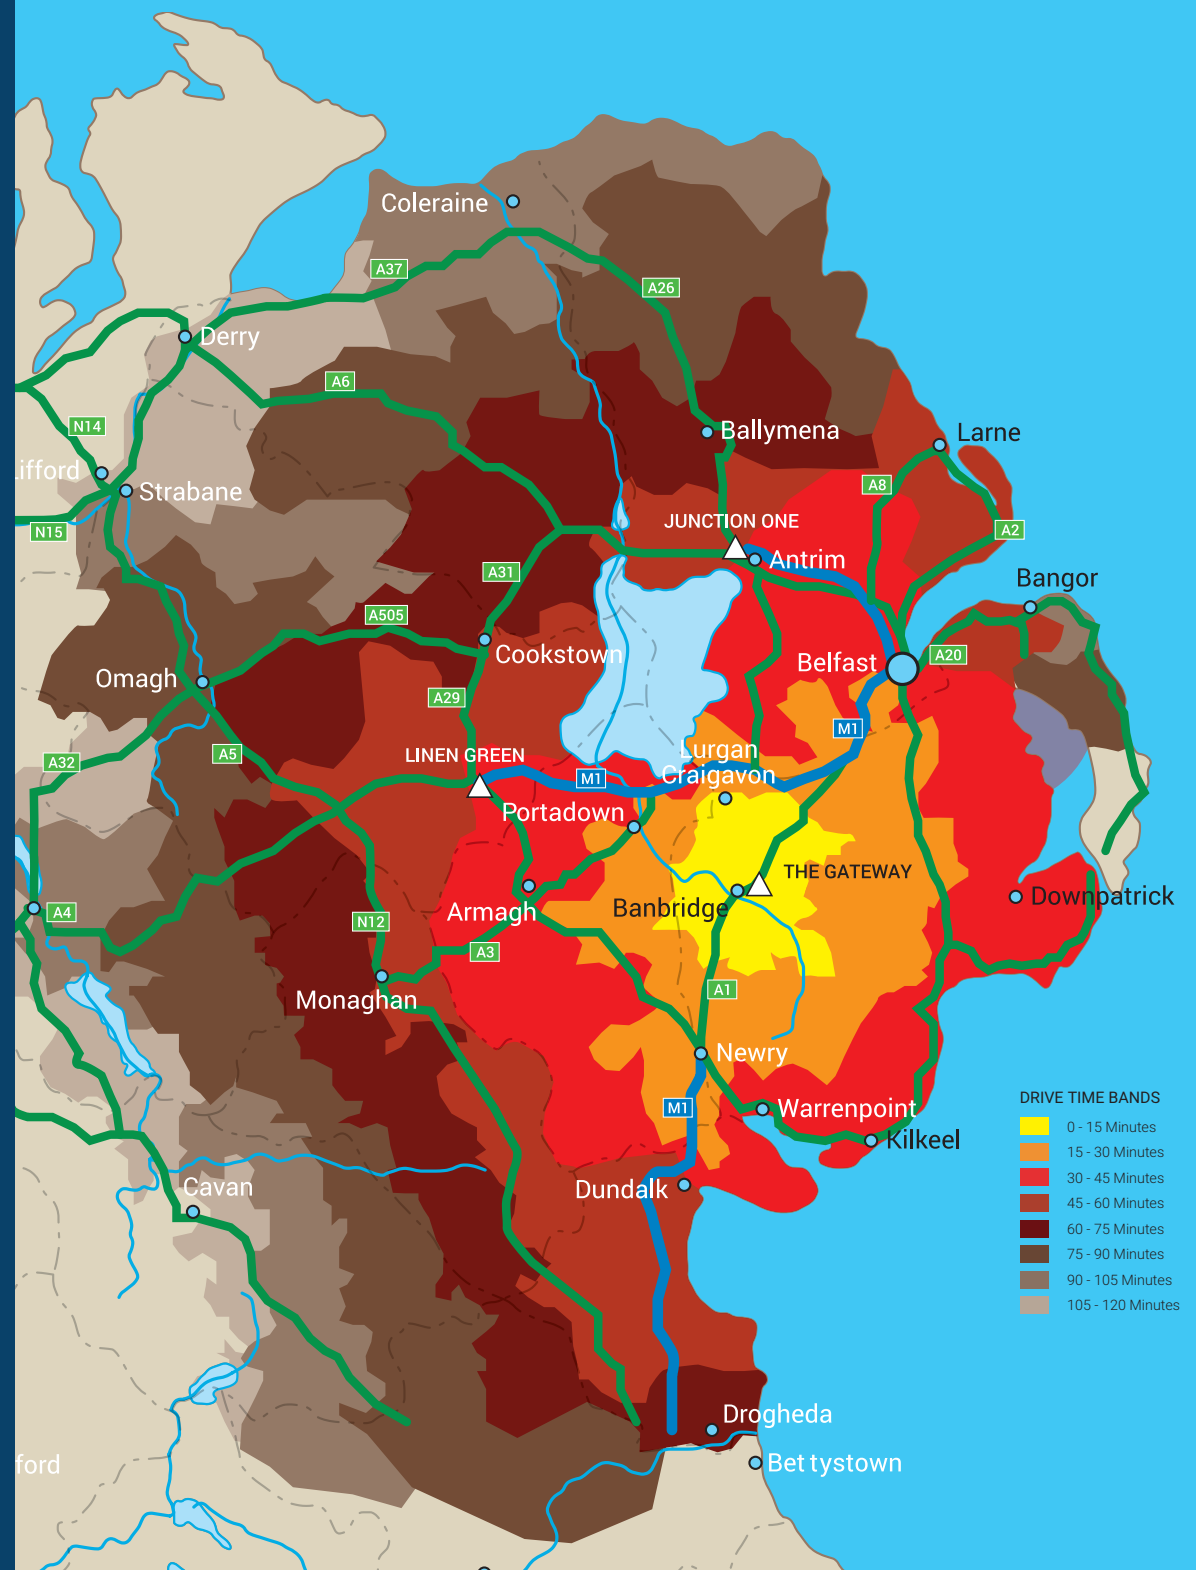 Coleraine
A37
A26
Derry
A6
N14
Ballymena
Larne
Lifford
A8
Strabane
JUNCTION ONE
N15
A2
Antrim
A31
Bangor
A505
Cookstown
Belfast
A20
Omagh
A29
M1
A5
LINEN GREEN
Lurgan
A32
M1
Craigavon
Portadown
THE GATEWAY
Armagh
Banbridge
Downpatrick
A4
N12
A3
A1
Monaghan
Newry
DRIVE TIME BANDS
M1
Warrenpoint
0 - 15 Minutes
Kilkeel
15 - 30 Minutes
30 - 45 Minutes
Cavan
Dundalk
45 - 60 Minutes
60 - 75 Minutes
75 - 90 Minutes
90 - 105 Minutes
105 - 120 Minutes
Drogheda
ford
Bettystown